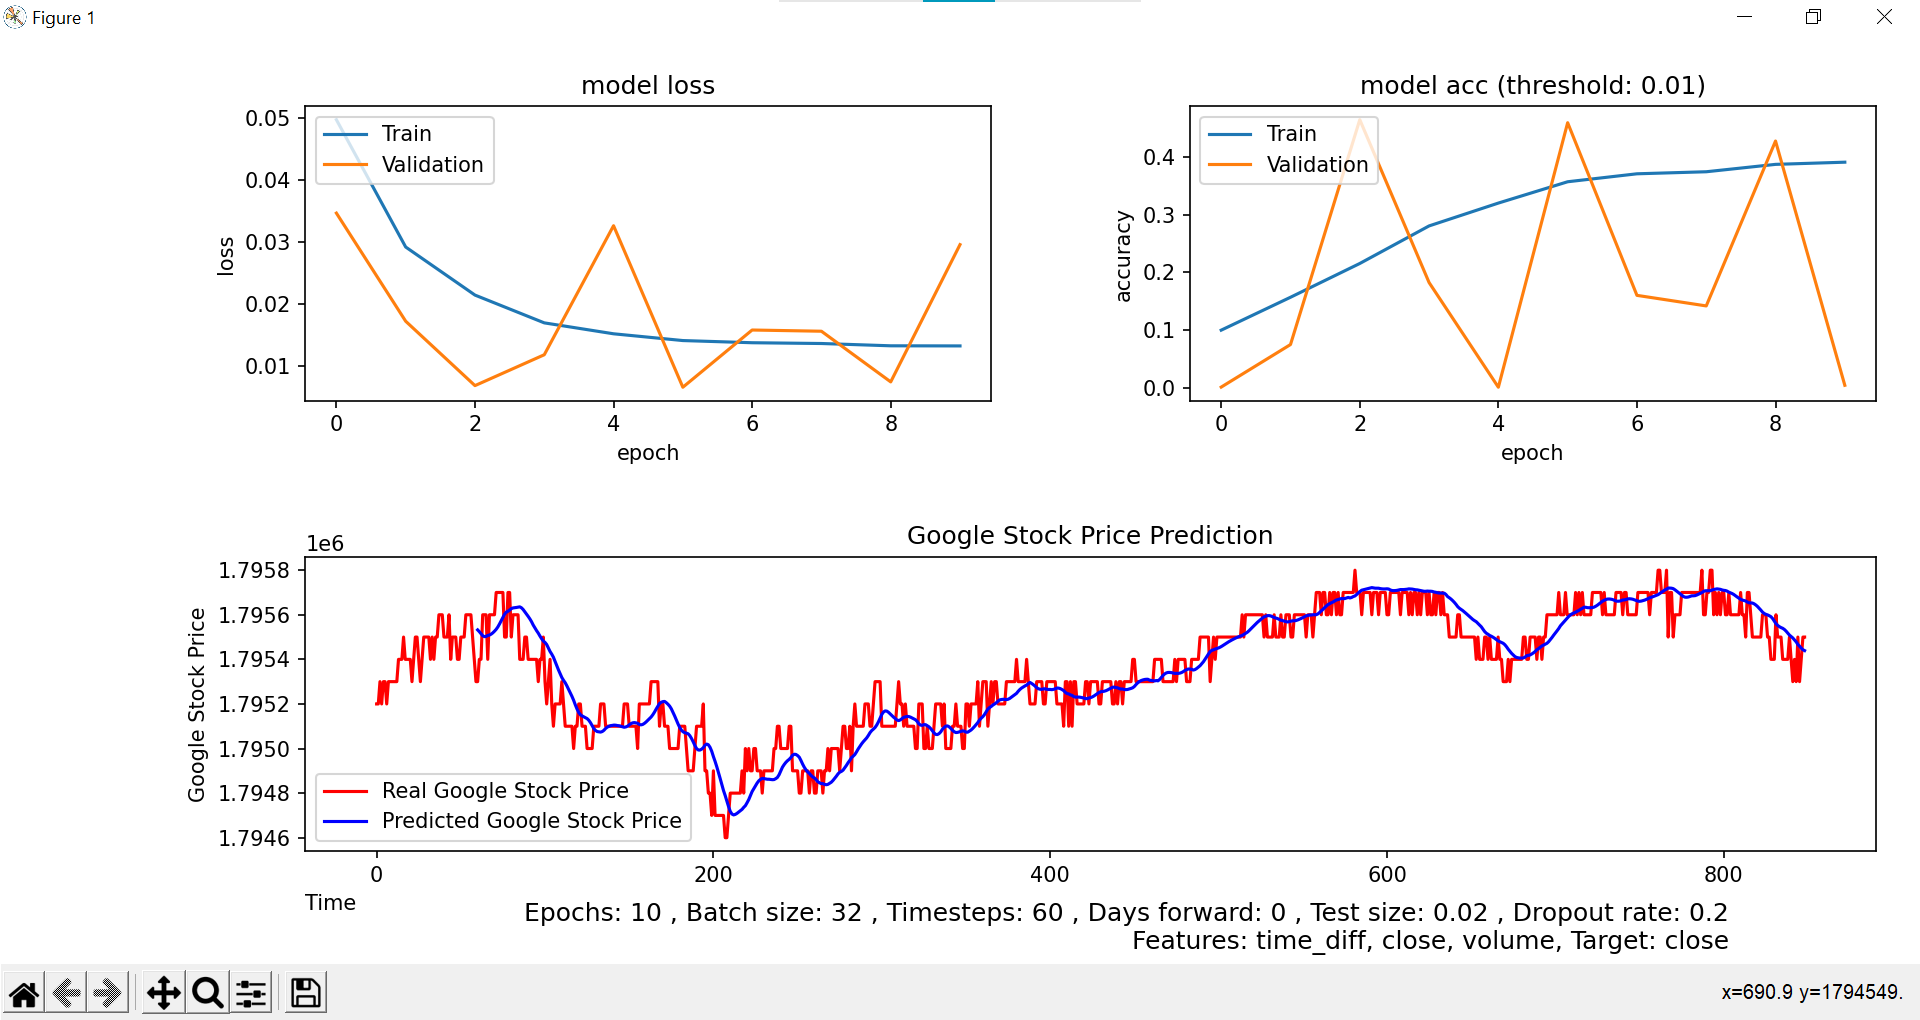 Figure 1
model loss
0.05
0.04
0.03
0.02
0.01
loss
Train
Validation
0 2 4 6 8
epoch
model acc (threshold: 0.01)
0.4
0.3
0.2
0.1
0.0
accuracy
Train
Validation
0 2 4 6 8
epoch
Google Stock Price Prediction
1e6
1.7958
1.7956
1.7954
1.7952
1.7950
1.7948
1.7946
Google Stock Price
Real Google Stock Price
Predicted Google Stock Price
0 200 400 600 800
Time
Epochs: 10 , Batch size: 32 , Timesteps: 60 , Days forward: 0 , Test size: 0.02 , Dropout rate: 0.2
Features: time_diff, close, volume, Target: close
x=690.9 y=1794549.